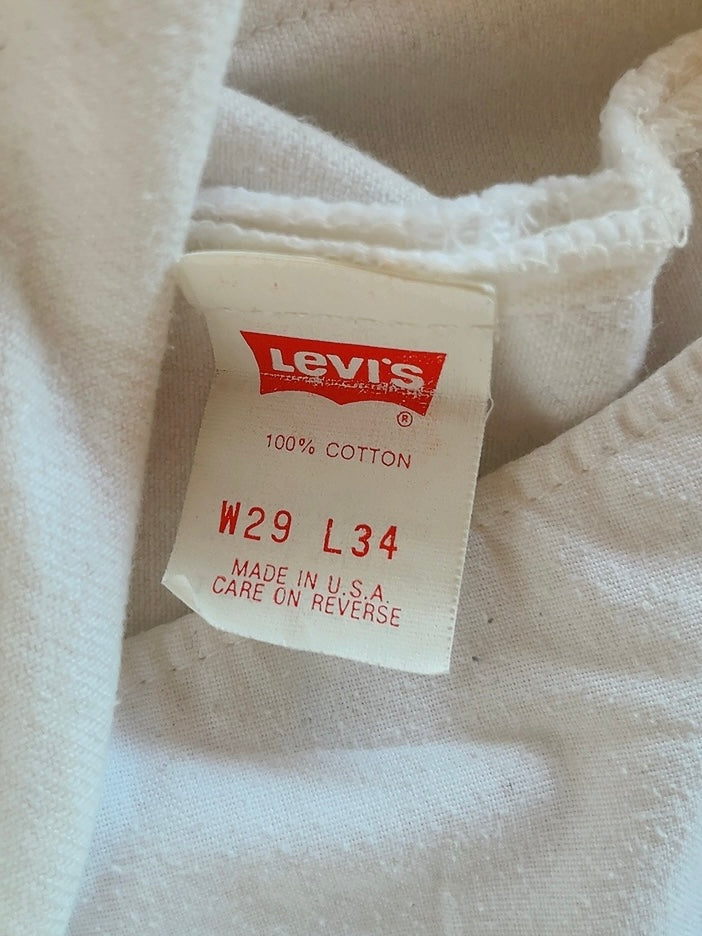 Levi's
®
100% COTTON
W29 L34
MADE IN U.S.A.
CARE ON REVERSE